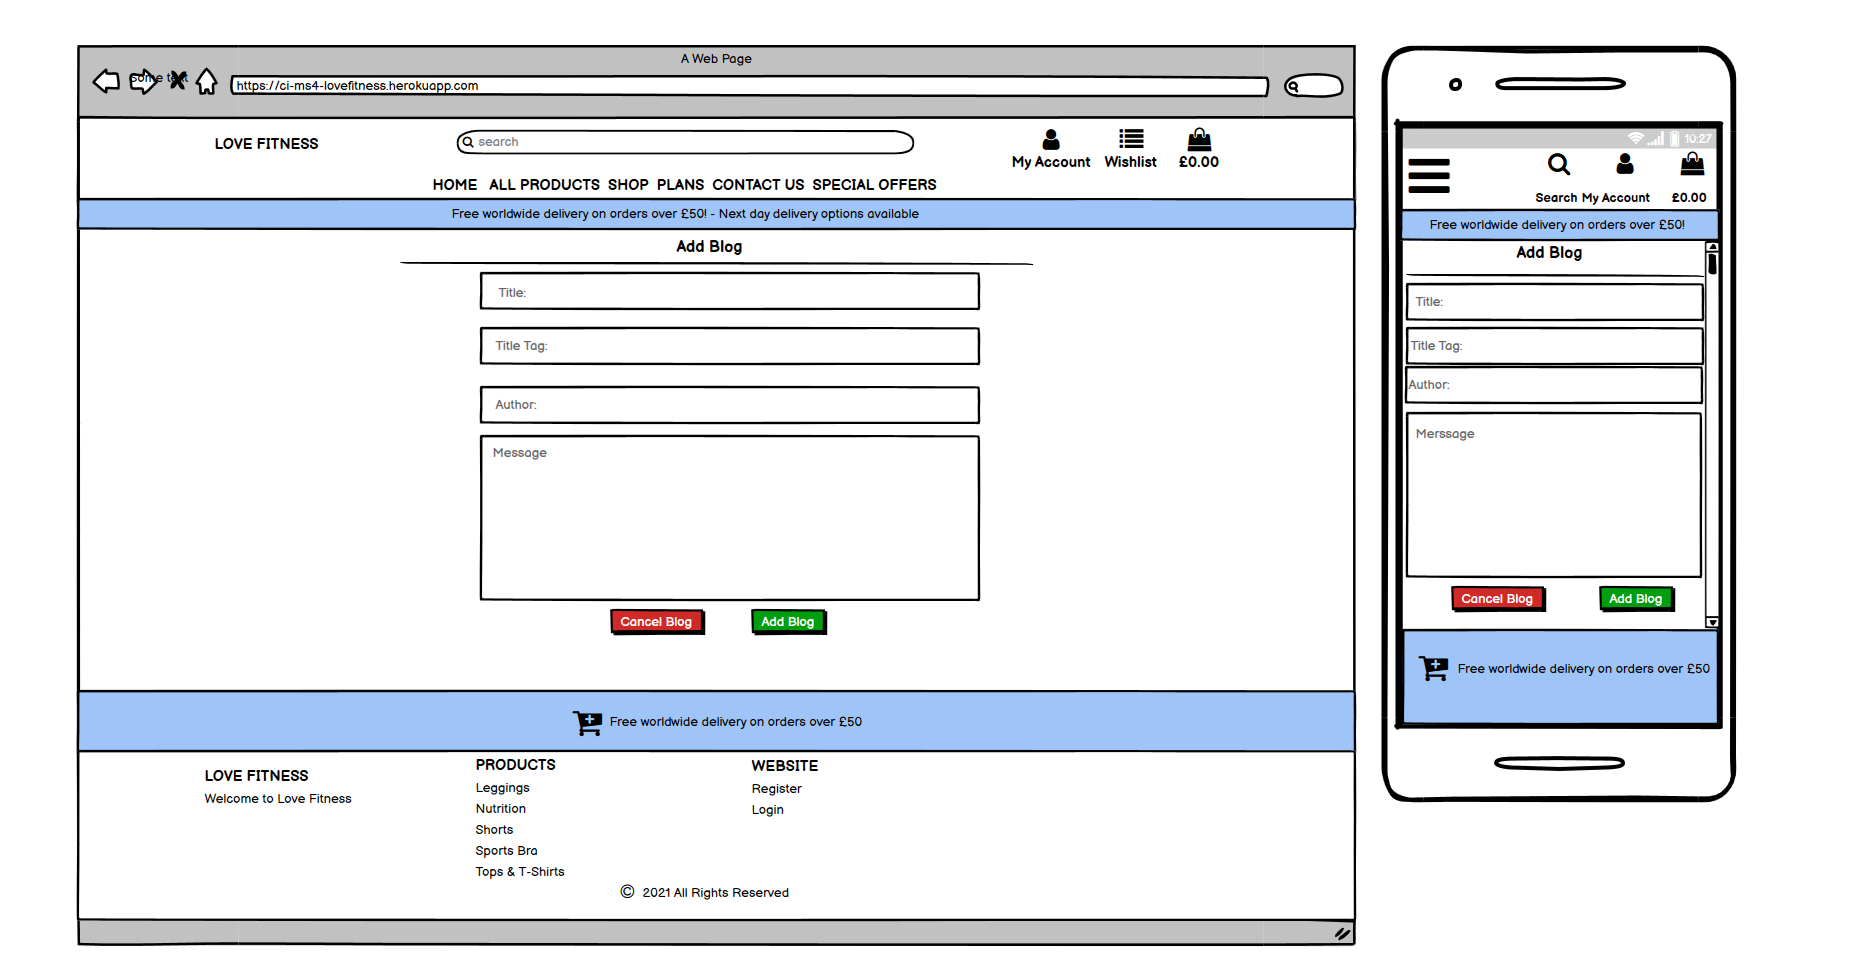 A Web Page
Some text
https://ci-ms4-lovefitness.herokuapp.com
LOVE FITNESS
search
My Account Wishlist £0.00
HOME ALL PRODUCTS SHOP PLANS CONTACT US SPECIAL OFFERS
Free worldwide delivery on orders over £50! - Next day delivery options available
Add Blog
Title:
Title Tag:
Author:
Message
Cancel Blog Add Blog
Free worldwide delivery on orders over £50
LOVE FITNESS
Welcome to Love Fitness
PRODUCTS
Leggings
Nutrition
Shorts
Sports Bra
Tops & T-Shirts
WEBSITE
Register
Login
© 2021 All Rights Reserved
10:27
Search My Account £0.00
Free worldwide delivery on orders over £50!
Add Blog
Title:
Title Tag:
Author:
Merssage
Cancel Blog Add Blog
Free worldwide delivery on orders over £50